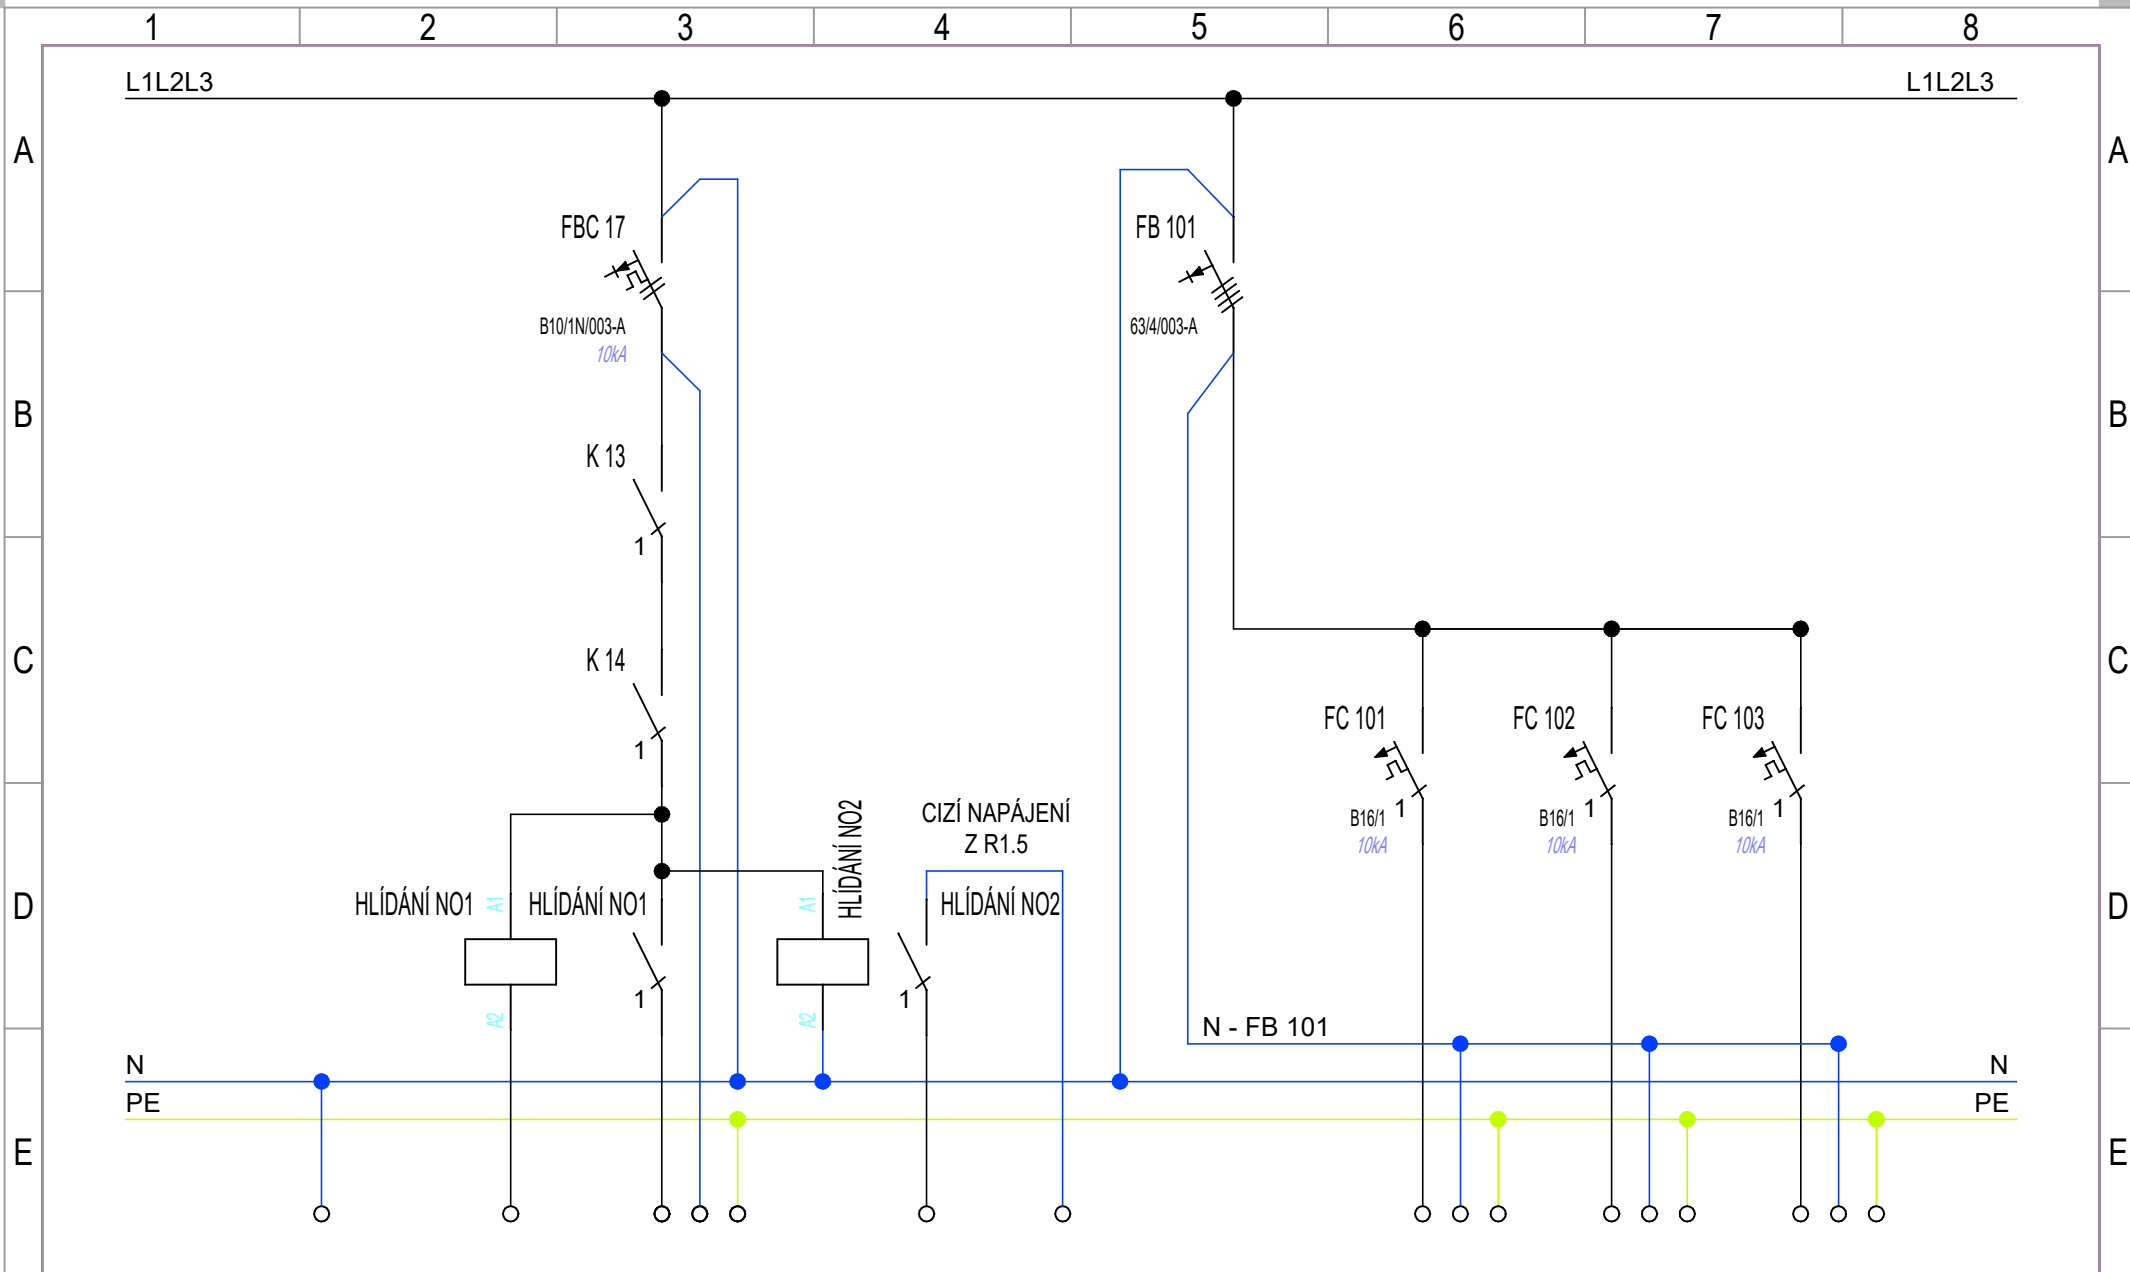 1 2 3 4 5 6 7 8
L1L2L3 L1L2L3
A A
FBC 17 FB 101
B10/1N/003-A 63/4/003-A
10kA
B B
K 13
1
C C
K 14
1
FC 101 FC 102 FC 103
1 1 1
B16/1 B16/1 B16/1
10kA 10kA 10kA
CIZÍ NAPÁJENÍ
Z R1.5
HLÍDÁNÍ NO2
D D
HLÍDÁNÍ NO1 A1 HLÍDÁNÍ NO1 A1 HLÍDÁNÍ NO2
1 1
A2 A2
N - FB 101
N N
PE PE
E E